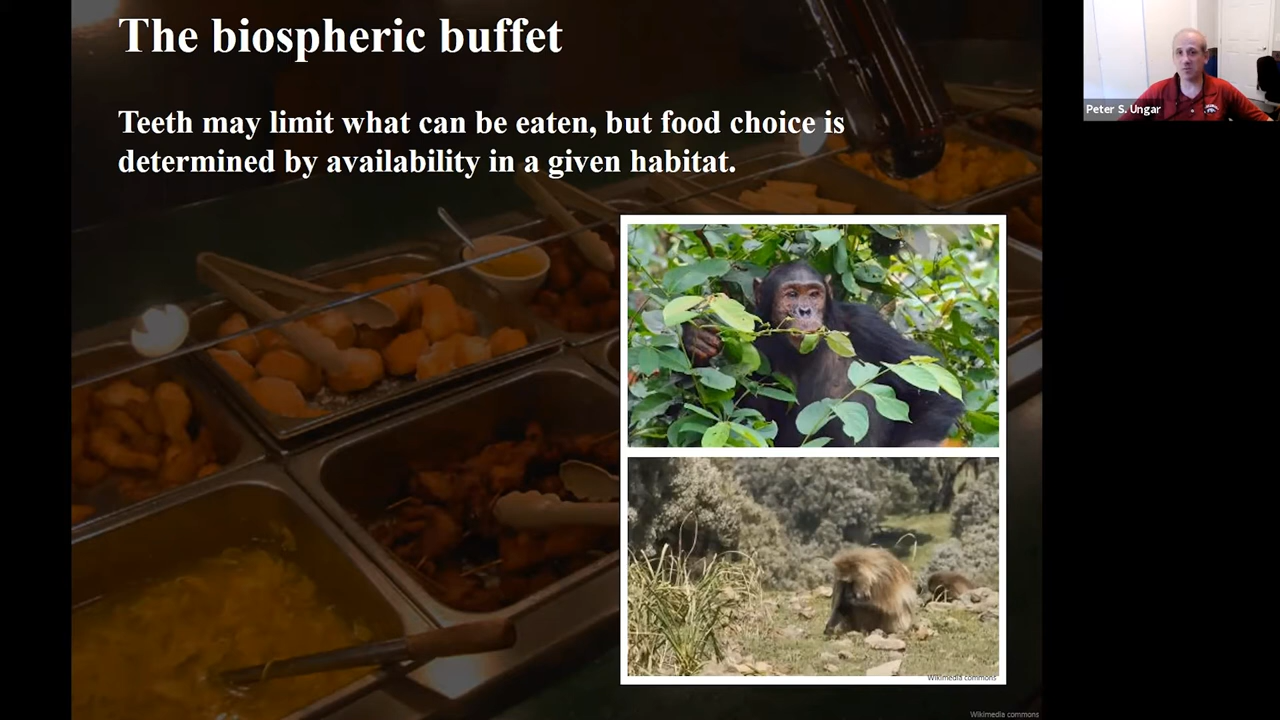 The biospheric buffet
Peter S. Ungar
Teeth may limit what can be eaten, but food choice is
determined by availability in a given habitat.
Wikimedia commons
Wikimedia commons